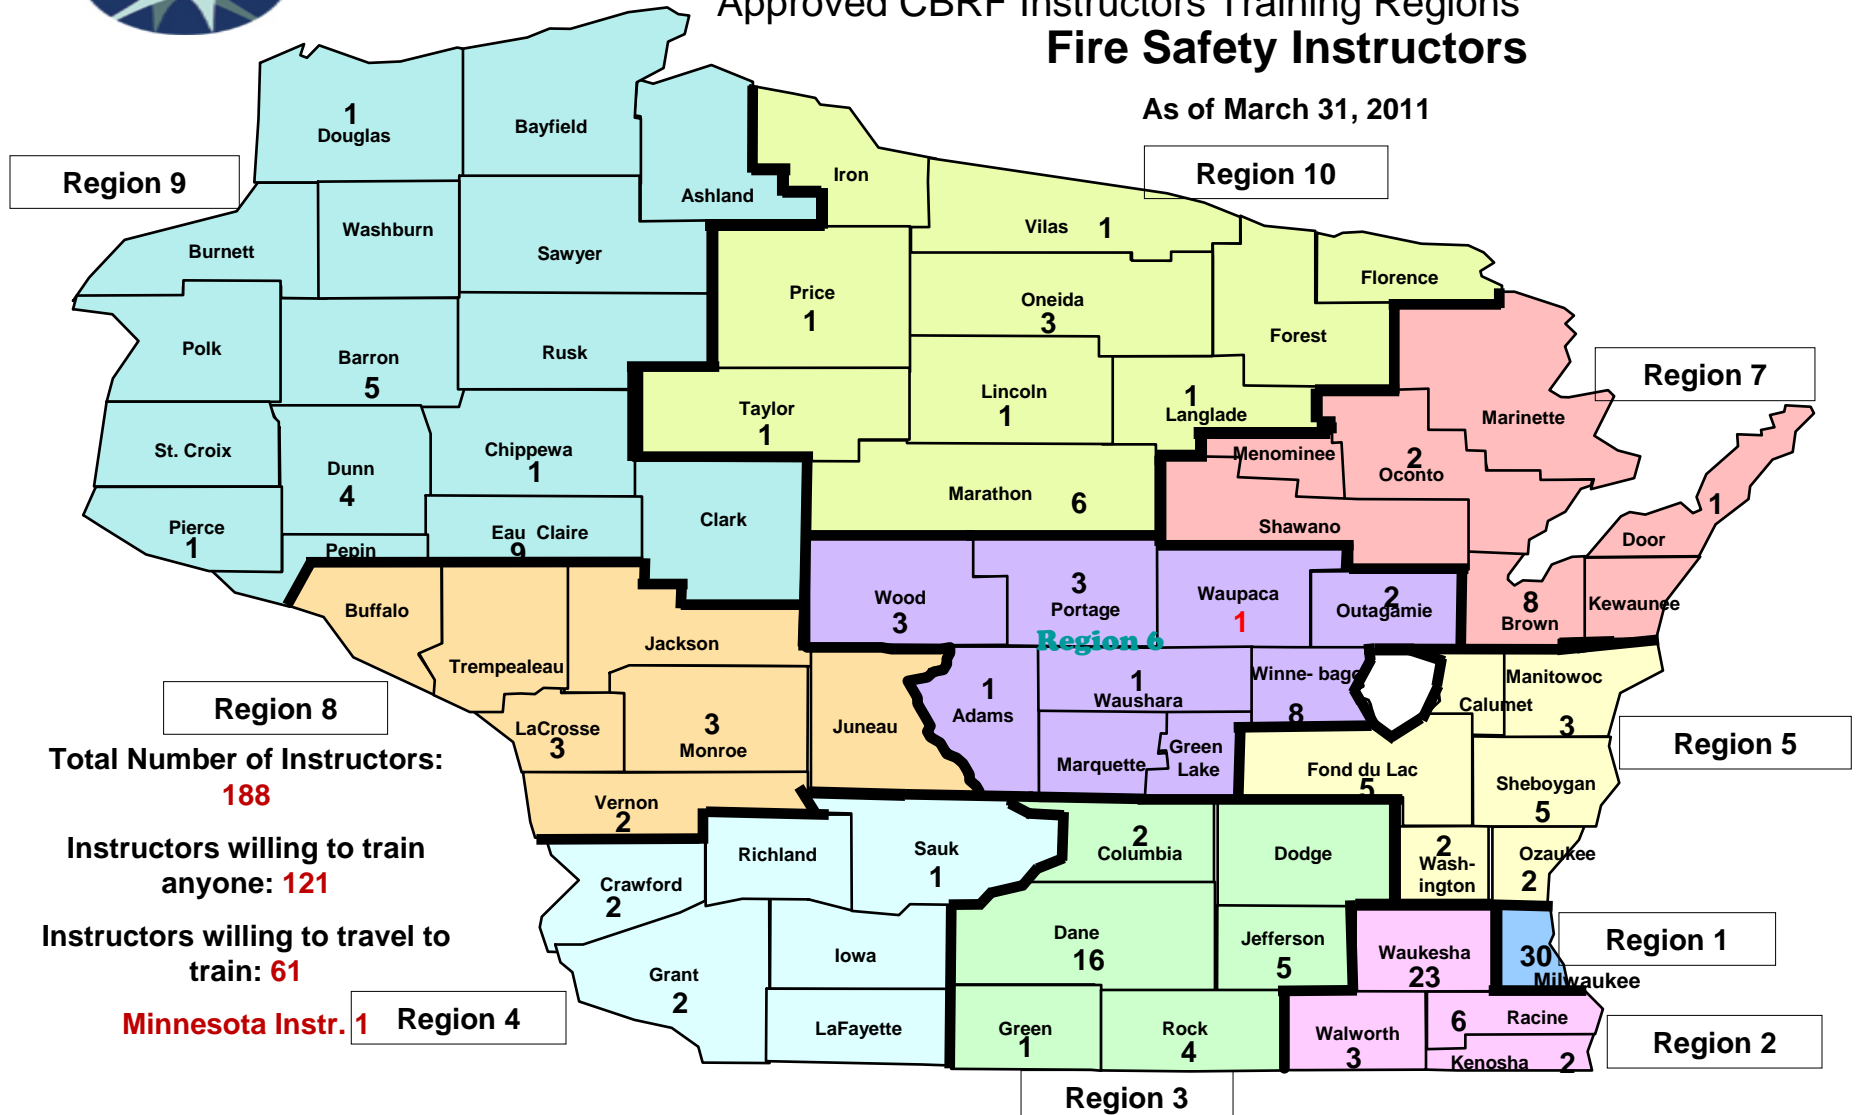 Approved CBRF Instructors Training Regions
Fire Safety Instructors
As of March 31, 2011
Region 9
Region 10
1
Douglas
Bayfield
Ashland
Iron
Burnett
Washburn
Sawyer
Vilas 1
Florence
Price
1
Oneida
3
Forest
Polk
Barron
5
Rusk
Region 7
Taylor
1
Lincoln
1
1
Langlade
Marinette
St. Croix
Dunn
4
Chippewa
1
Menominee
2
Oconto
Marathon 6
Clark
Shawano
1
Door
Pierce
1
Pepin
Eau Claire
9
Buffalo
Wood
3
3
Portage
Waupaca
1
2
Outagamie
8
Brown
Kewaunee
Region 6
Trempealeau
Jackson
1
Adams
1
Waushara
Winne- bago
8
Manitowoc
3
Calumet
Region 8
LaCrosse
3
3
Monroe
Juneau
Marquette
Green
Lake
Fond du Lac
5
Sheboygan
5
Region 5
Total Number of Instructors:
188
Vernon
2
Instructors willing to train
anyone: 121
Richland
Sauk
1
2
Columbia
Dodge
2
Wash-
ington
Ozaukee
2
Crawford
2
Instructors willing to travel to
train: 61
Iowa
Dane
16
Jefferson
5
Waukesha
23
30
Milwaukee
Region 1
Grant
2
Minnesota Instr. 1
Region 4
LaFayette
Green
1
Rock
4
Walworth
3
6 Racine
Kenosha 2
Region 2
Region 3